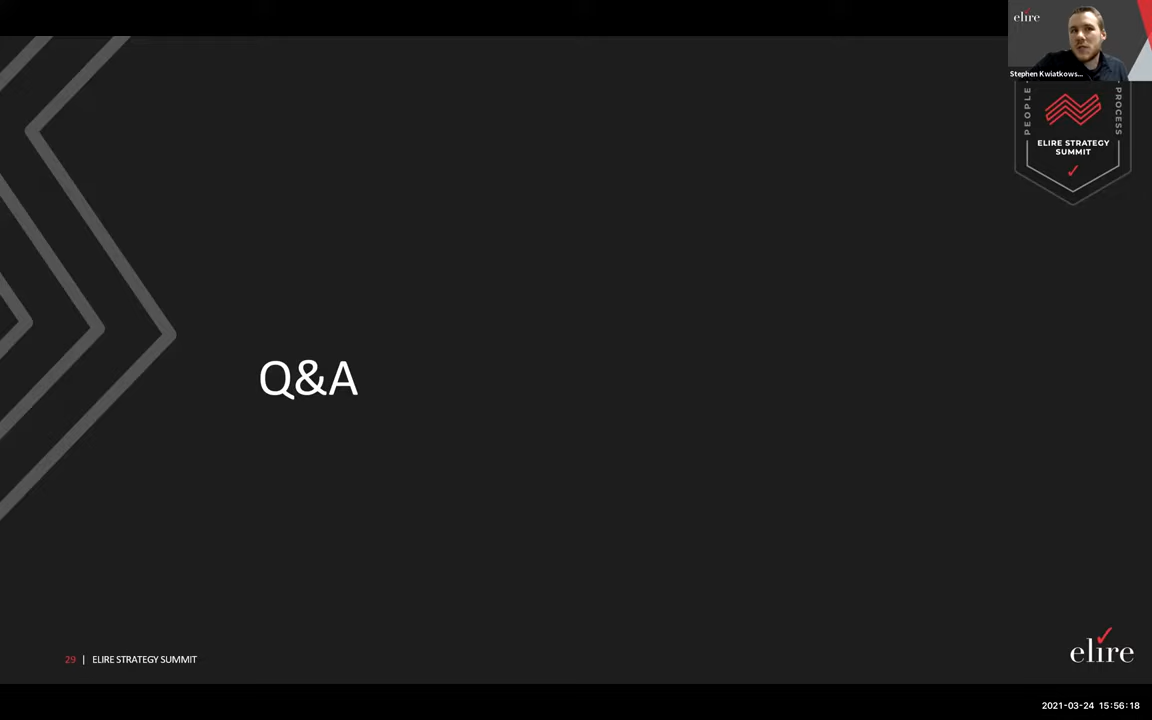 elire
Stephen Kwiatkows...
PEOPLE
PROCESS
ELIRE STRATEGY
SUMMIT
Q&A
29 | ELIRE STRATEGY SUMMIT
elire
2021-03-24 15:56:18